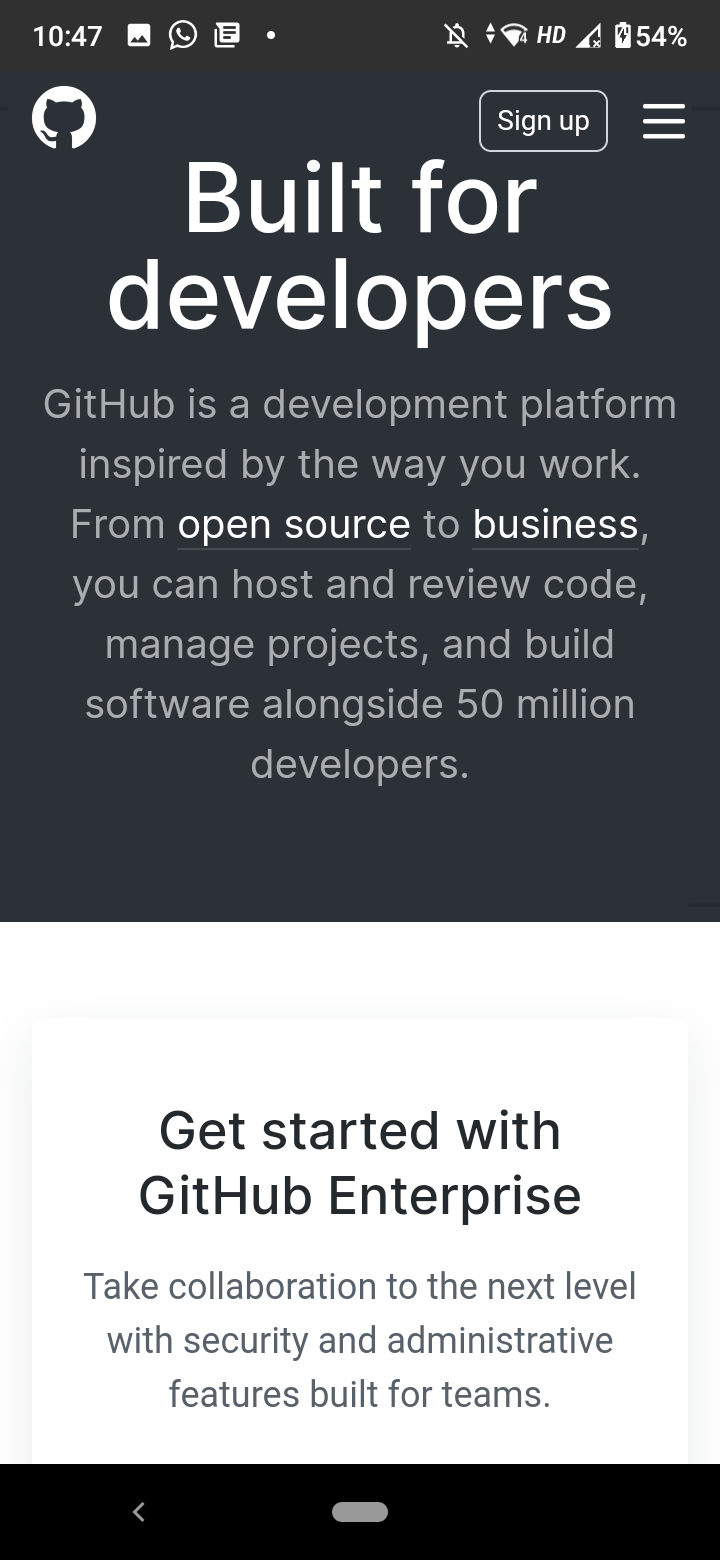 10:47 HD 54%
Sign up
Built for
developers
GitHub is a development platform
inspired by the way you work.
From open source to business,
you can host and review code,
manage projects, and build
software alongside 50 million
developers.
Get started with
GitHub Enterprise
Take collaboration to the next level
with security and administrative
features built for teams.